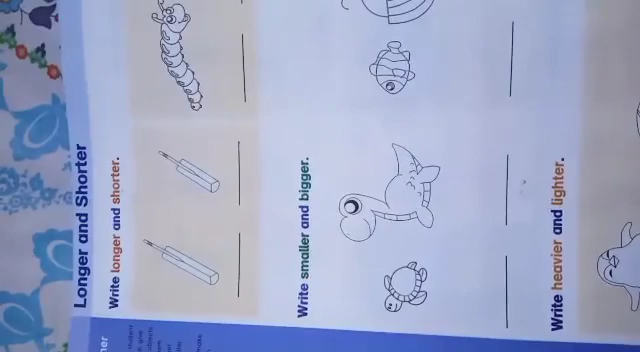 Longer and Shorter
Write longer and shorter.
Write smaller and bigger.
Write heavier and lighter.